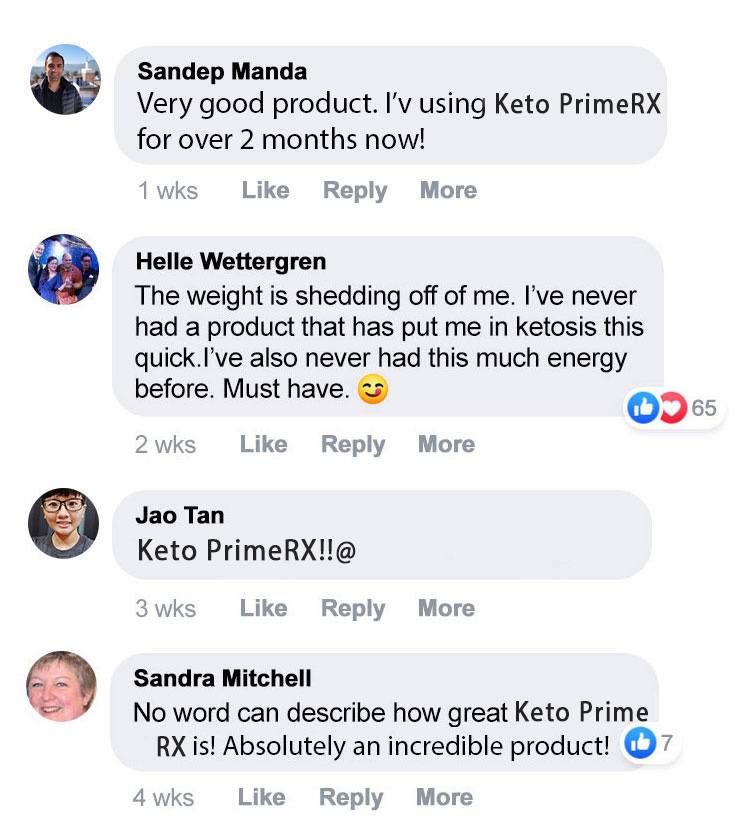 Sandep Manda
Very good product. I'v using Keto PrimeRX
for over 2 months now!
1 wks Like Reply More
Helle Wettergren
The weight is shedding off of me. I've never
had a product that has put me in ketosis this
quick.I've also never had this much energy
before. Must have. 😋
65
2 wks Like Reply More
Jao Tan
Keto PrimeRX!!@
3 wks Like Reply More
Sandra Mitchell
No word can describe how great Keto Prime
RX is! Absolutely an incredible product!
7
4 wks Like Reply More